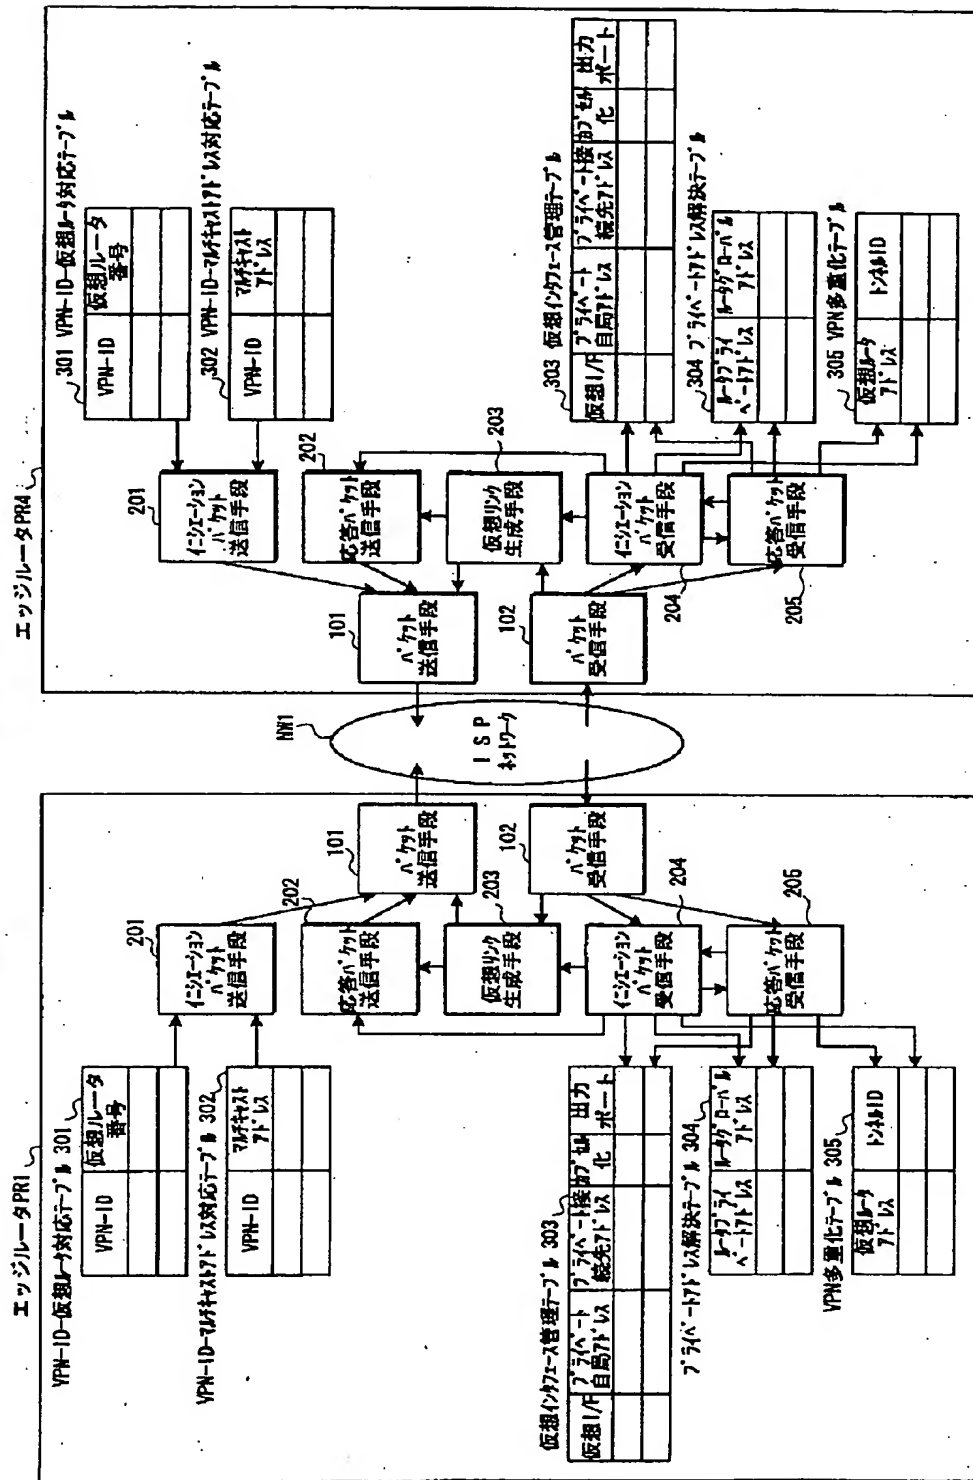 エッジルータPR1
VPN-ID-仮想ルータ対応テーブル 301
VPN-ID
仮想ルータ
番号
VPN-ID-マルチキャストアドレス対応テーブル 302
VPN-ID
マルチキャスト
アドレス
仮想インタフェース管理テーブル 303
仮想I/F
プライベート
自局アドレス
プライベート接
続先アドレス
カプセル
化
出力
ポート
プライベートアドレス解決テーブル 304
ルータプライ
ベートアドレス
ルータグローバル
アドレス
VPN多重化テーブル 305
仮想ルータ
アドレス
トンネルID
201
イニシエーション
パケット
送信手段
202
応答パケット
送信手段
203
仮想リンク
生成手段
204
イニシエーション
パケット
受信手段
205
応答パケット
受信手段
101
パケット
送信手段
102
パケット
受信手段
NW1
ISP
ネットワーク
エッジルータPR4
101
パケット
送信手段
102
パケット
受信手段
201
イニシエーション
パケット
送信手段
202
応答パケット
送信手段
203
仮想リンク
生成手段
204
イニシエーション
パケット
受信手段
205
応答パケット
受信手段
301 VPN-ID-仮想ルータ対応テーブル
VPN-ID
仮想ルータ
番号
302 VPN-ID-マルチキャストアドレス対応テーブル
VPN-ID
マルチキャスト
アドレス
303 仮想インタフェース管理テーブル
仮想I/F
プライベート
自局アドレス
プライベート接
続先アドレス
カプセル
化
出力
ポート
304 プライベートアドレス解決テーブル
ルータプライ
ベートアドレス
ルータグローバル
アドレス
305 VPN多重化テーブル
仮想ルータ
アドレス
トンネルID